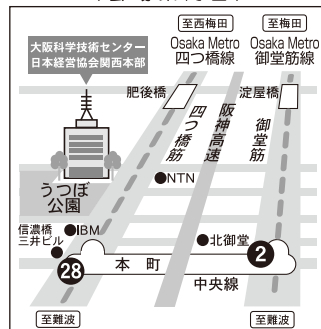 至西梅田
至梅田
大阪科学技術センター
日本経営協会関西本部
Osaka Metro
四つ橋線
Osaka Metro
御堂筋線
肥後橋
淀屋橋
四つ橋筋
阪神高速
御堂筋
●NTN
うつぼ
公園
信濃橋
三井ビル
●IBM
●北御堂
2
28
本町
中央線
至難波
至難波